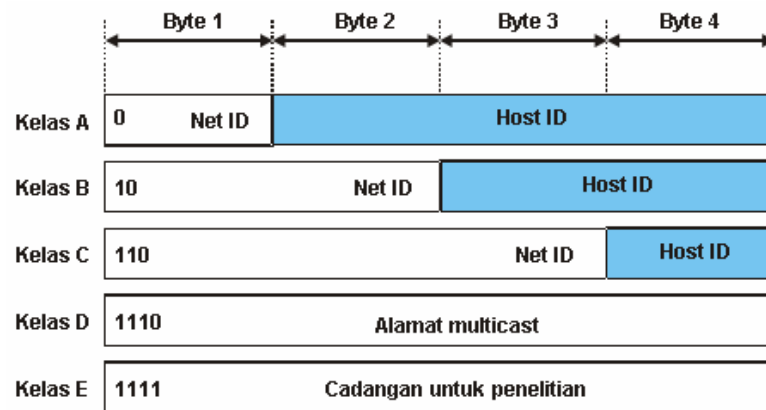 Byte 1 Byte 2 Byte 3 Byte 4
Kelas A 0 Net ID Host ID
Kelas B 10 Net ID Host ID
Kelas C 110 Net ID Host ID
Kelas D 1110 Alamat multicast
Kelas E 1111 Cadangan untuk penelitian